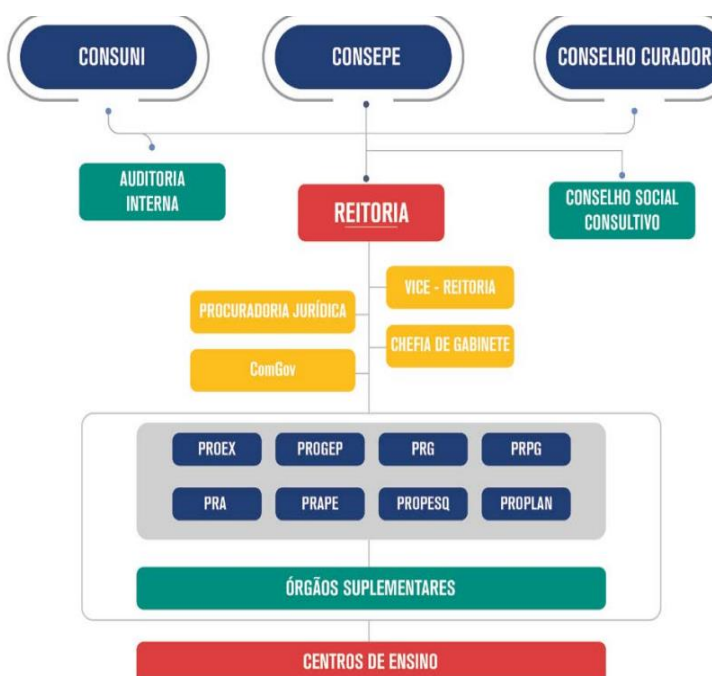 CONSUNI
CONSEPE
CONSELHO CURADOR
AUDITORIA
INTERNA
REITORIA
CONSELHO SOCIAL
CONSULTIVO
VICE - REITORIA
PROCURADORIA JURÍDICA
CHEFIA DE GABINETE
ComGov
PROEX
PROGEP
PRG
PRPG
PRA
PRAPE
PROPESQ
PROPLAN
ÓRGÃOS SUPLEMENTARES
CENTROS DE ENSINO